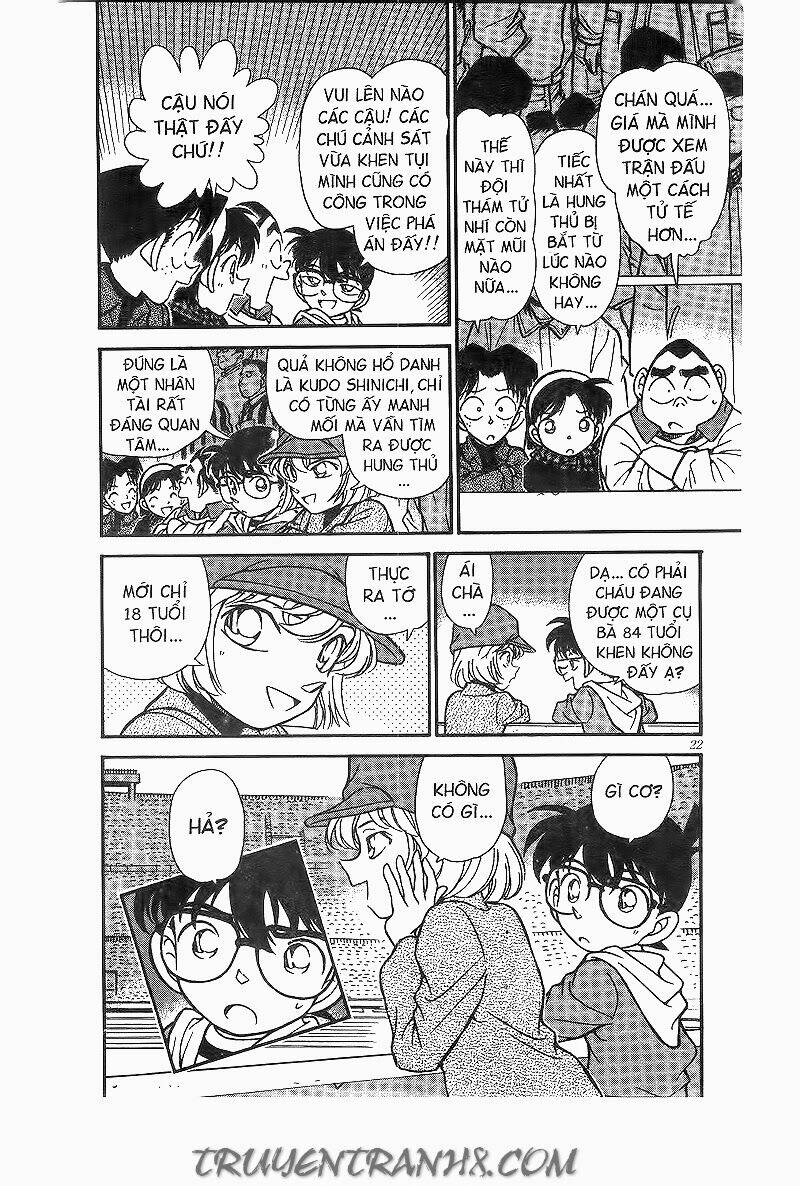 CHÁN QUÁ...
GIÁ MÀ MÌNH
ĐƯỢC XEM
TRẬN ĐẤU
MỘT CÁCH
TỬ TẾ
HƠN...
TIẾC
NHẤT
LÀ HUNG
THỦ BỊ
BẮT TỪ
LÚC NÀO
KHÔNG
HAY...
THẾ
NÀY THÌ
ĐỘI
THÁM TỬ
NHÍ CÒN
MẶT MŨI
NÀO
NỮA...
VUI LÊN NÀO
CÁC CẬU! CÁC
CHÚ CẢNH SÁT
VỪA KHEN TỤI
MÌNH CŨNG CÓ
CÔNG TRONG
VIỆC PHÁ
ÁN ĐẤY!!
CẬU NÓI
THẬT ĐẤY
CHỨ!!
QUẢ KHÔNG HỔ DANH
LÀ KUDO SHINICHI, CHỈ
CÓ TỪNG ẤY MANH
MỐI MÀ VẪN TÌM
RA ĐƯỢC
HUNG THỦ
...
ĐÚNG LÀ
MỘT NHÂN
TÀI RẤT
ĐÁNG QUAN
TÂM...
DẠ... CÓ PHẢI
CHÁU ĐANG
ĐƯỢC MỘT CỤ
BÀ 84 TUỔI
KHEN KHÔNG
ĐẤY Ạ?
ÁI
CHÀ
...
THỰC
RA TỚ
...
MỚI CHỈ
18 TUỔI
THÔI...
22
GÌ CƠ?
KHÔNG
CÓ GÌ...
HẢ?
TRUYENTRANH8.COM